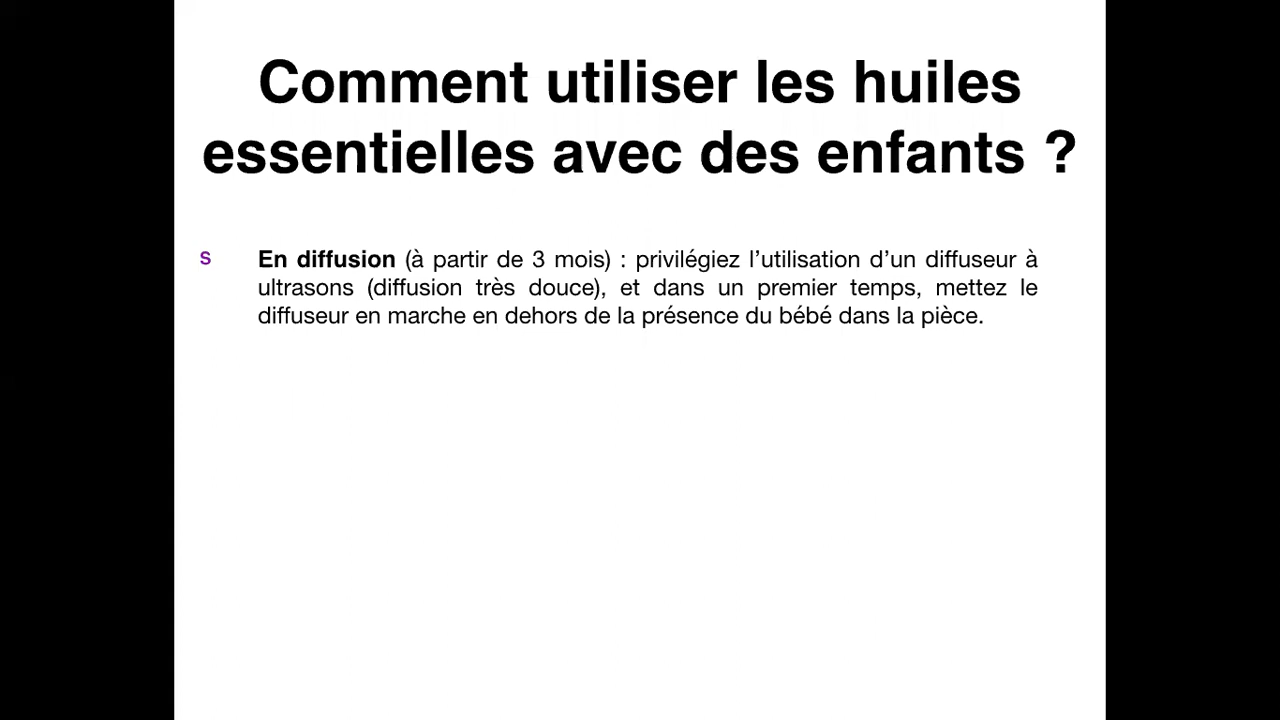 Comment utiliser les huiles
essentielles avec des enfants ?
S En diffusion (à partir de 3 mois) : privilégiez l’utilisation d’un diffuseur à
ultrasons (diffusion très douce), et dans un premier temps, mettez le
diffuseur en marche en dehors de la présence du bébé dans la pièce.